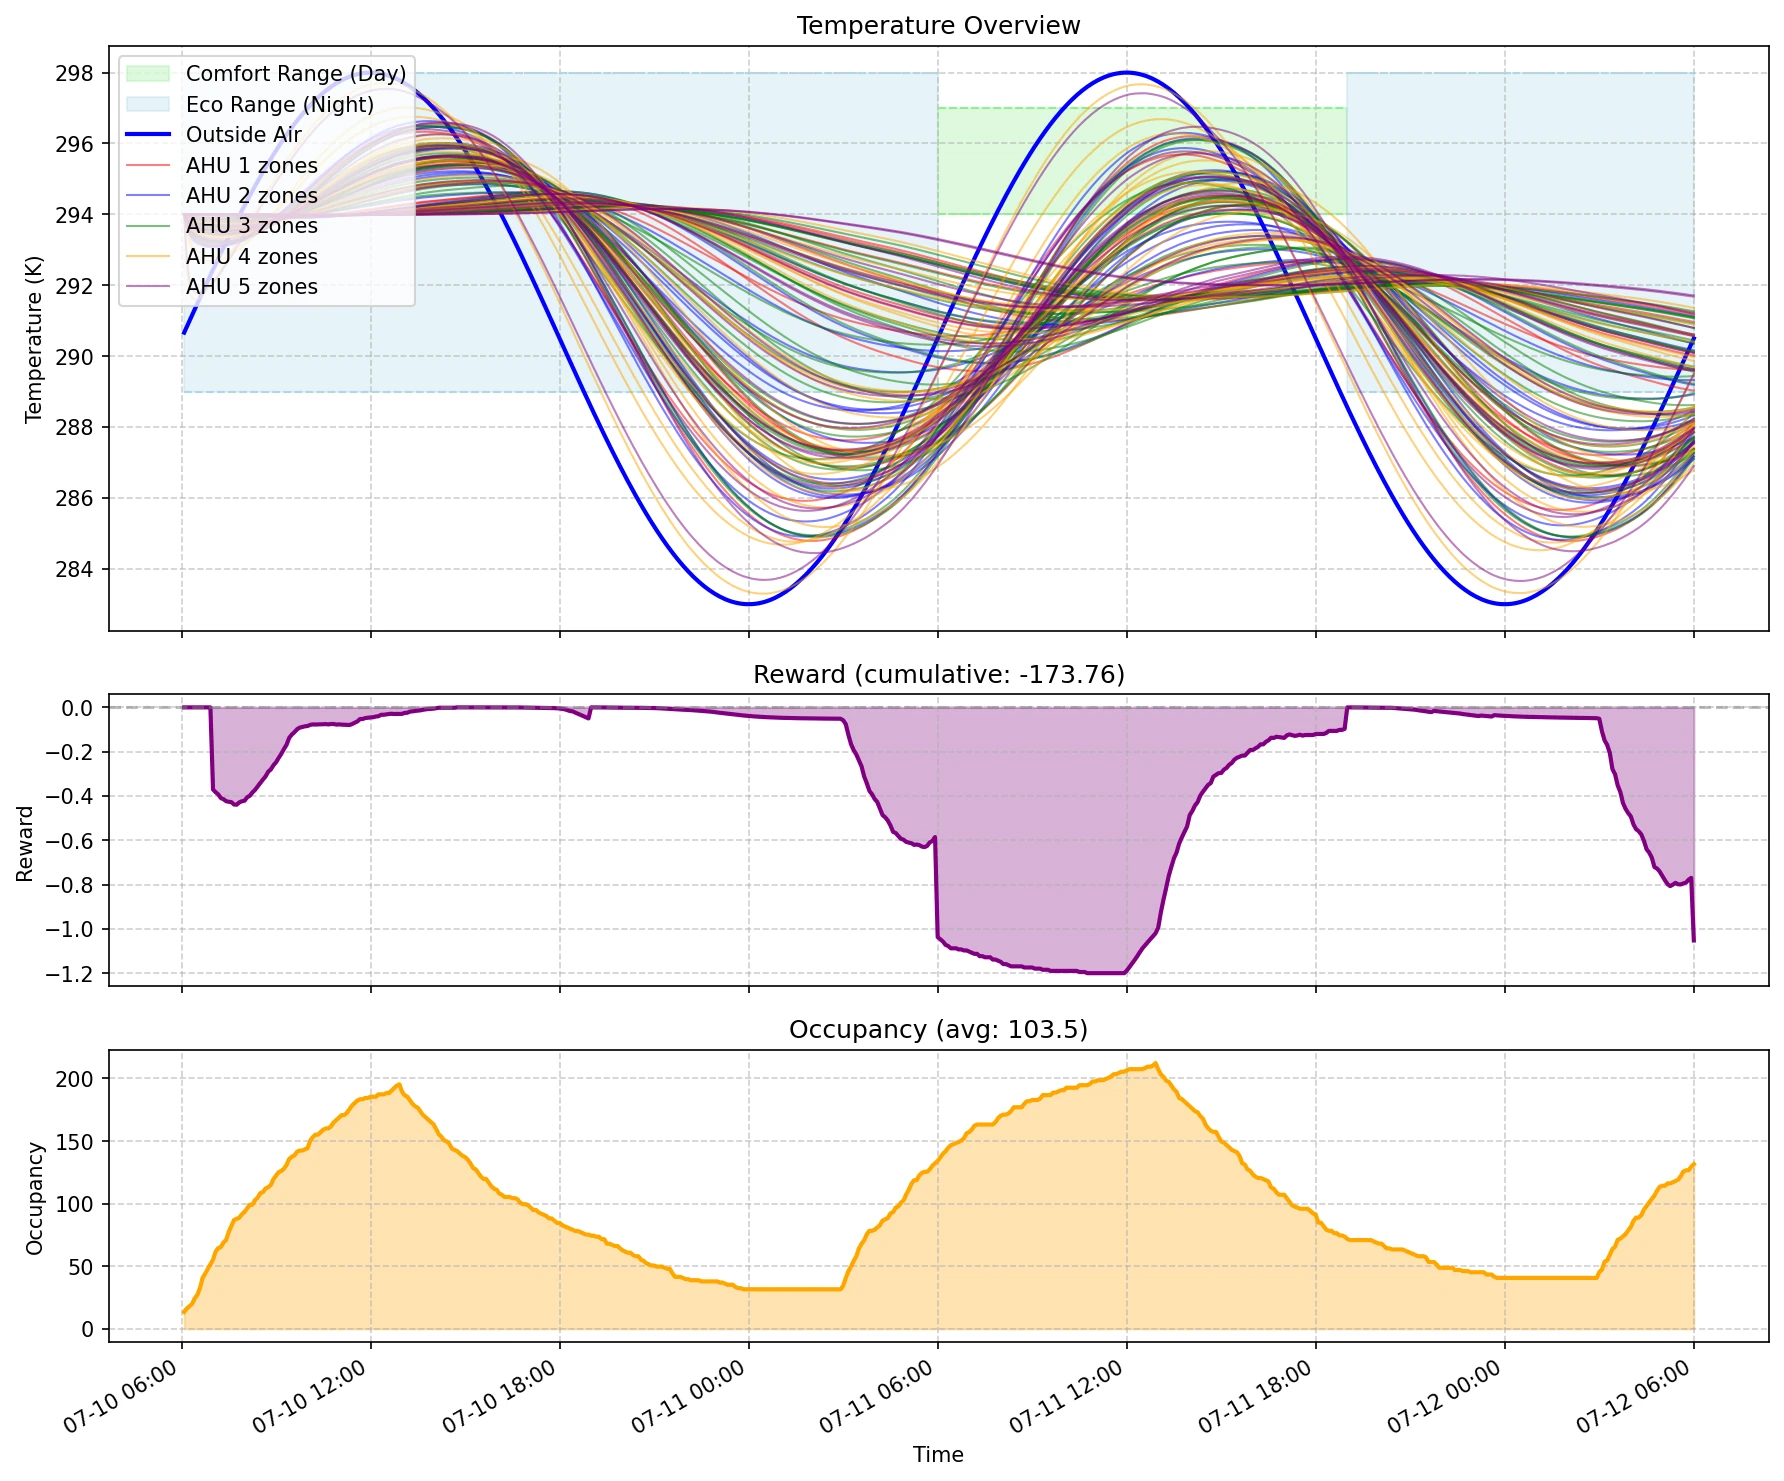 Temperature Overview
298
296
294
292
290
288
286
284
Temperature (K)
Comfort Range (Day)
Eco Range (Night)
Outside Air
AHU 1 zones
AHU 2 zones
AHU 3 zones
AHU 4 zones
AHU 5 zones
Reward (cumulative: -173.76)
0.0
−0.2
−0.4
−0.6
−0.8
−1.0
−1.2
Reward
Occupancy (avg: 103.5)
200
150
100
50
0
Occupancy
07-10 06:00
07-10 12:00
07-10 18:00
07-11 00:00
07-11 06:00
07-11 12:00
07-11 18:00
07-12 00:00
07-12 06:00
Time